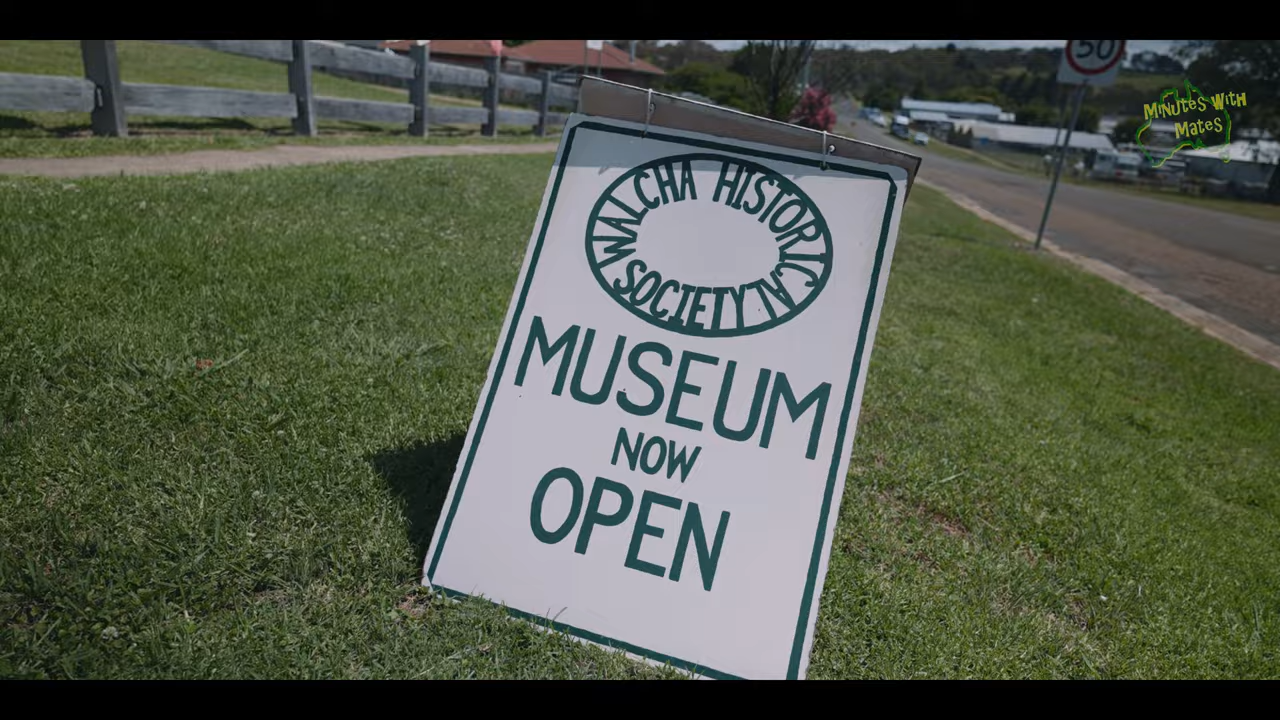 50
MINUTES WITH
MATES
WALCHA HISTORICAL
SOCIETY
MUSEUM
NOW
OPEN